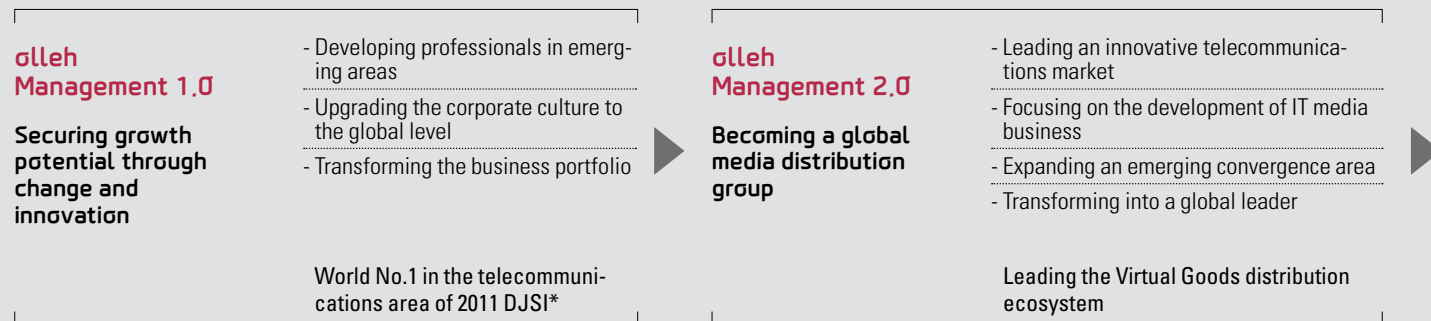 olleh
Management 1.0
Securing growth
potential through
change and
innovation
- Developing professionals in emerg-
ing areas
- Upgrading the corporate culture to
the global level
- Transforming the business portfolio
World No.1 in the telecommuni-
cations area of 2011 DJSI*
olleh
Management 2.0
Becoming a global
media distribution
group
- Leading an innovative telecommunica-
tions market
- Focusing on the development of IT media
business
- Expanding an emerging convergence area
- Transforming into a global leader
Leading the Virtual Goods distribution
ecosystem